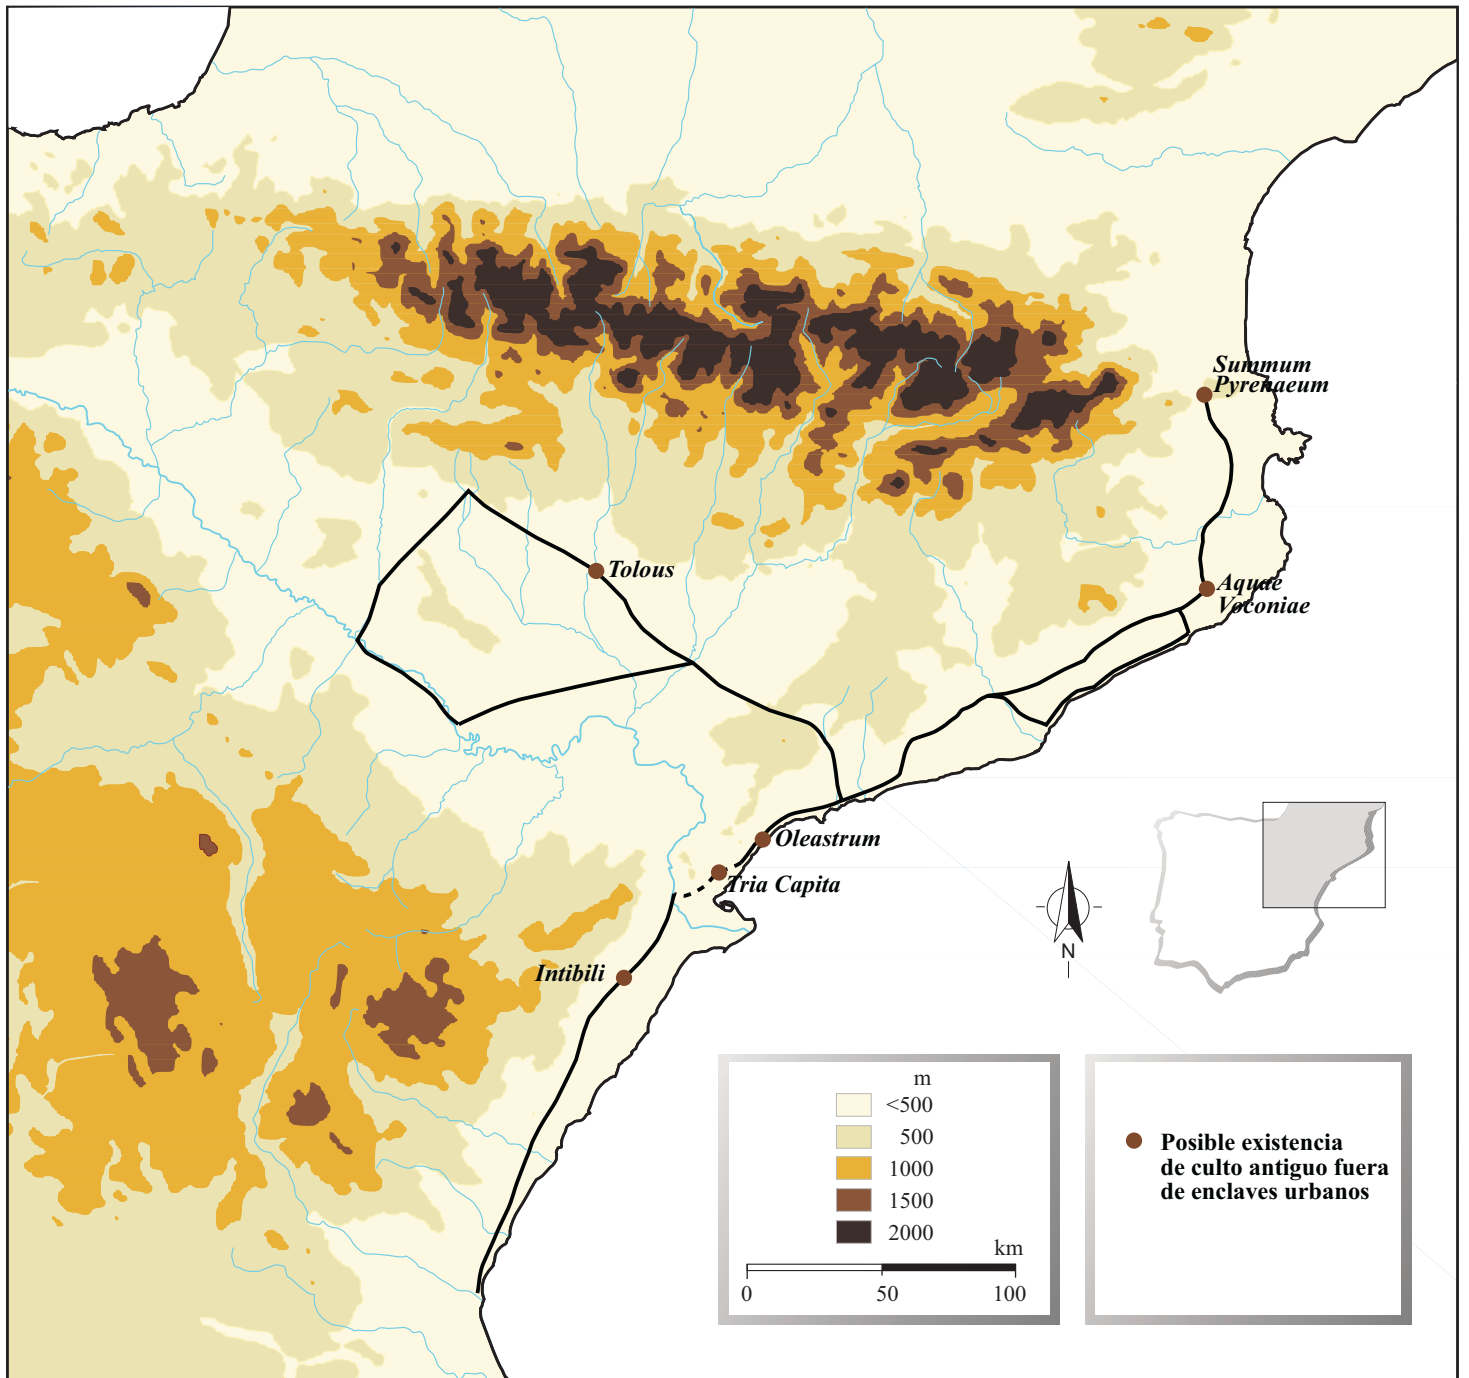 Summum
Pyrenaeum
Tolous
Aquae
Voconiae
Oleastrum
Tria Capita
Intibili
N
m
<500
500
1000
1500
2000
km
0 50 100
Posible existencia
de culto antiguo fuera
de enclaves urbanos